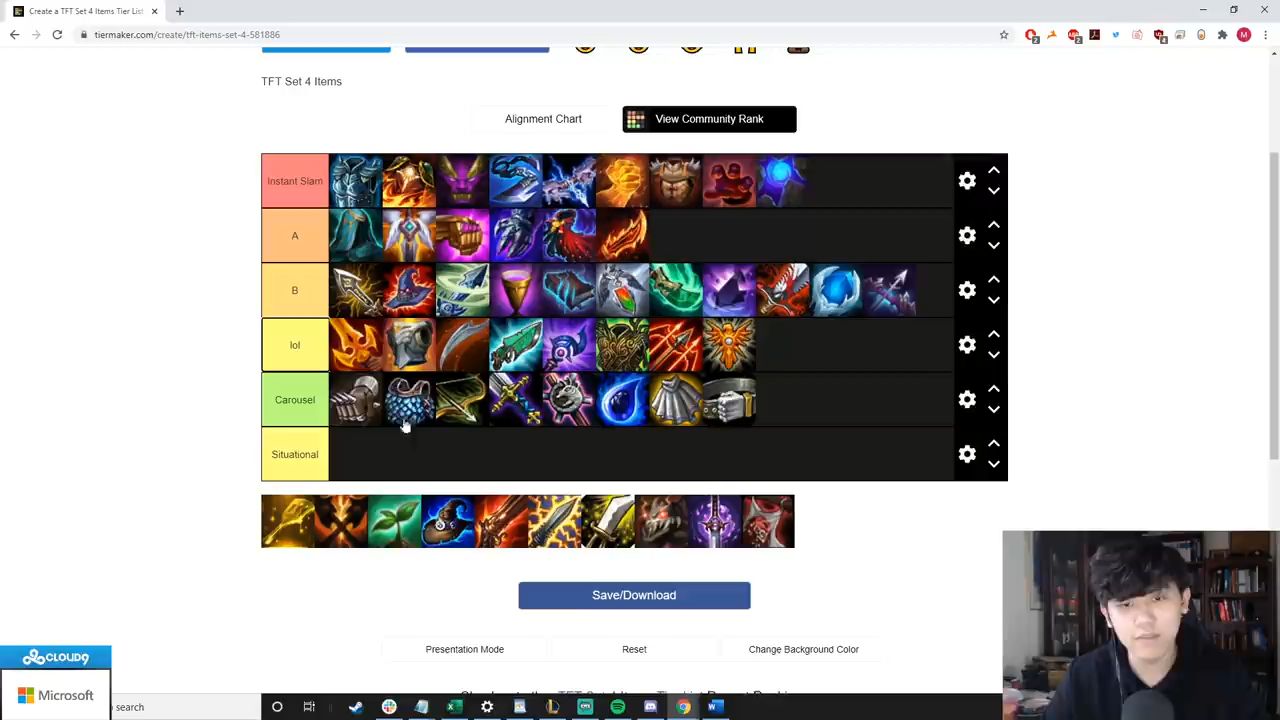 Create a TFT Set 4 Items Tier List
tiermaker.com/create/tft-items-set-4-581886
TFT Set 4 Items
Alignment Chart
View Community Rank
Instant Slam
A
B
lol
Carousel
Situational
Save/Download
Presentation Mode
Reset
Change Background Color
CLOUD9
Microsoft
search